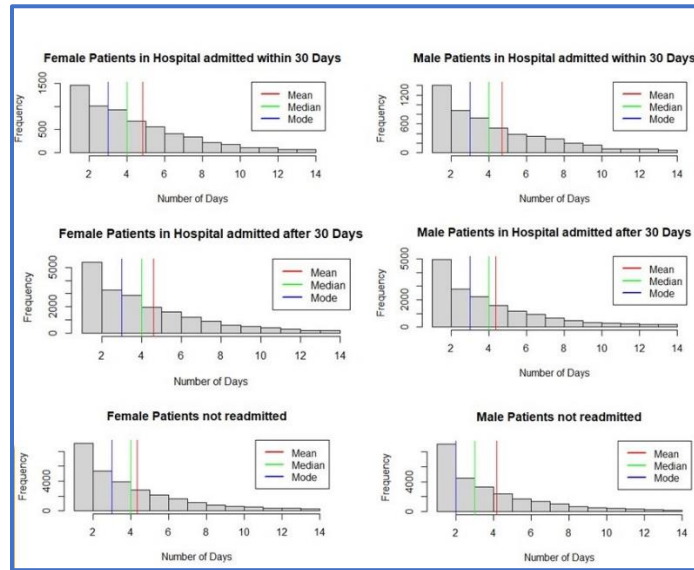 Female Patients in Hospital admitted within 30 Days
Frequency
1500
500
0
Mean
Median
Mode
2 4 6 8 10 12 14
Number of Days
Male Patients in Hospital admitted within 30 Days
Frequency
1200
600
0
Mean
Median
Mode
2 4 6 8 10 12 14
Number of Days
Female Patients in Hospital admitted after 30 Days
Frequency
5000
2000
0
Mean
Median
Mode
2 4 6 8 10 12 14
Number of Days
Male Patients in Hospital admitted after 30 Days
Frequency
5000
2000
0
Mean
Median
Mode
2 4 6 8 10 12 14
Number of Days
Female Patients not readmitted
Frequency
4000
0
Mean
Median
Mode
2 4 6 8 10 12 14
Number of Days
Male Patients not readmitted
Frequency
4000
0
Mean
Median
Mode
2 4 6 8 10 12 14
Number of Days